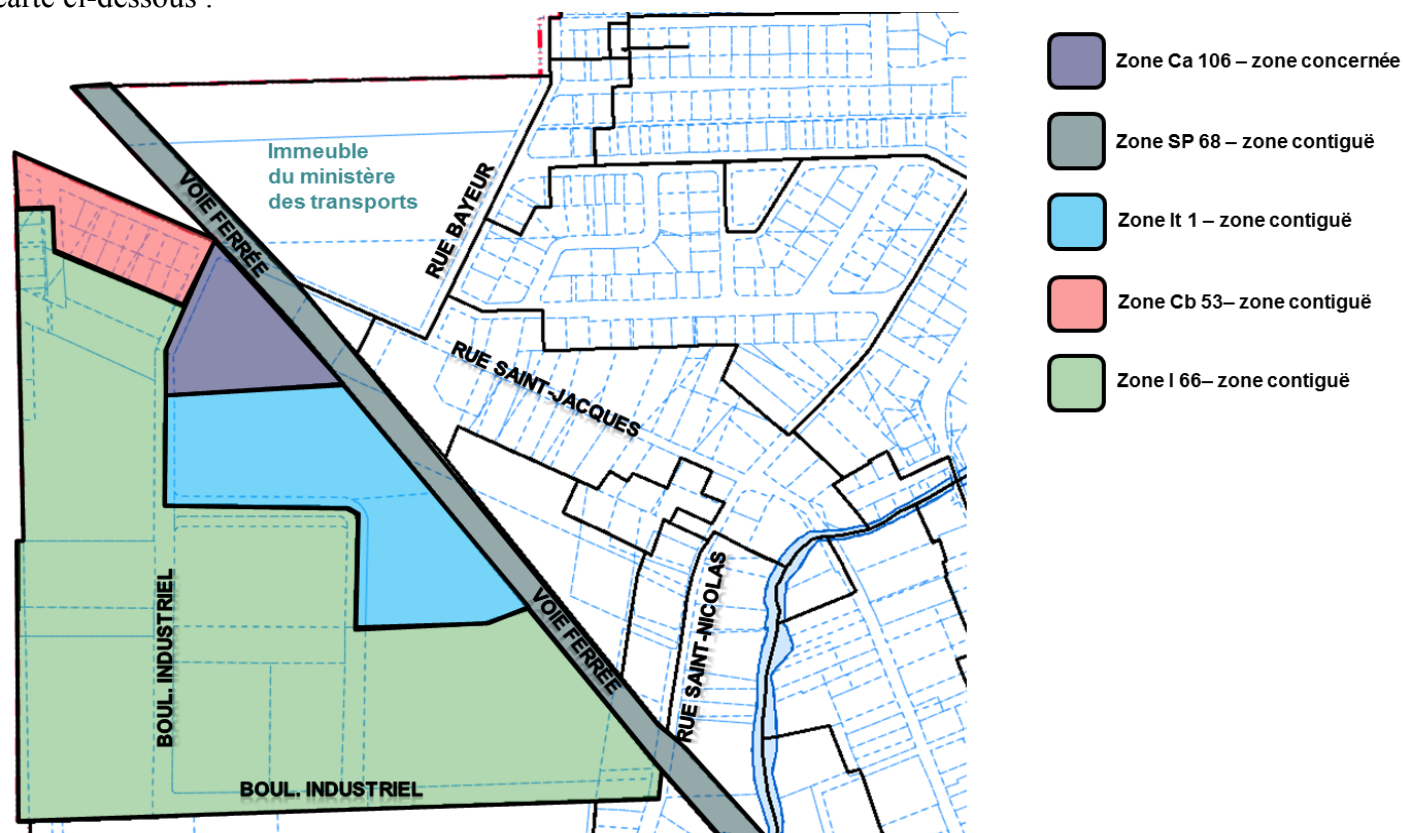 carte ci-dessous :
Immeuble
du ministère
des transports
VOIE FERRÉE
RUE BAYEUR
RUE SAINT-JACQUES
RUE SAINT-NICOLAS
VOIE FERRÉE
BOUL. INDUSTRIEL
BOUL. INDUSTRIEL
Zone Ca 106 – zone concernée
Zone SP 68 – zone contiguë
Zone It 1 – zone contiguë
Zone Cb 53– zone contiguë
Zone I 66– zone contiguë